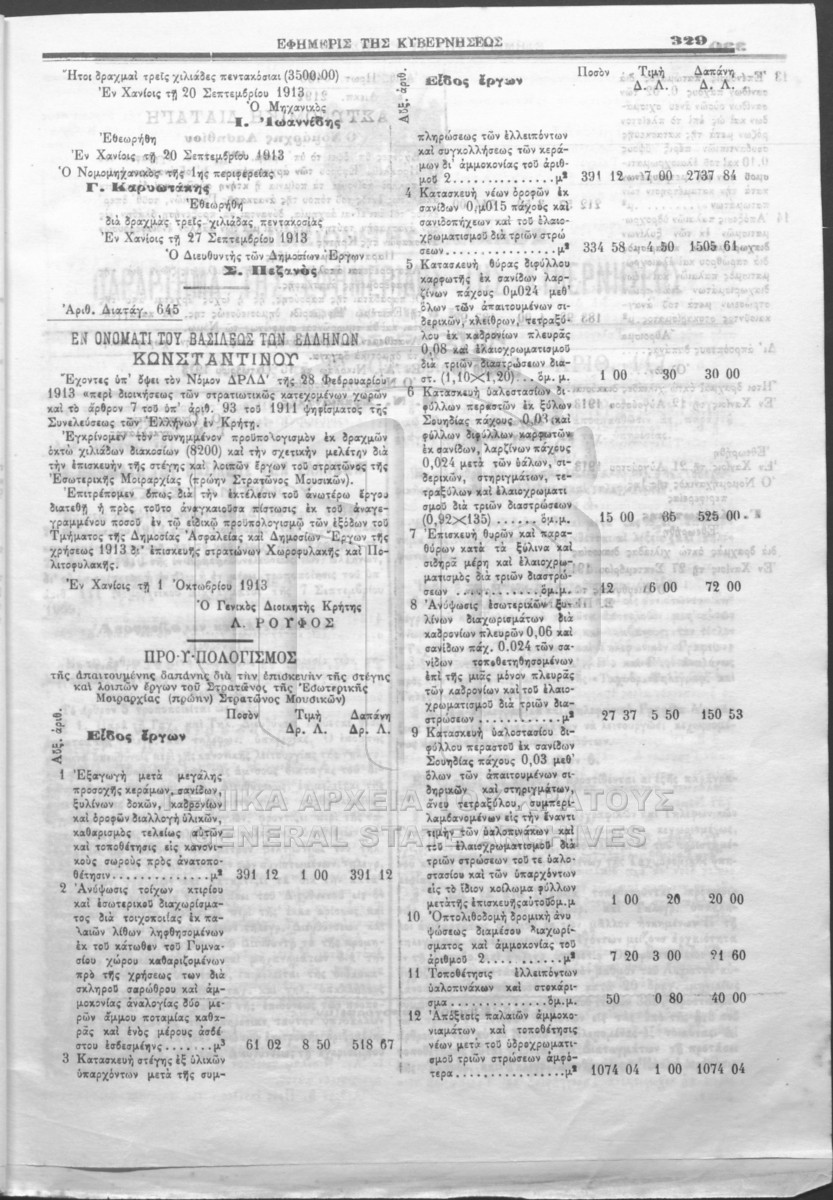 ΕΦΗΜΕΡΙΣ ΤΗΣ ΚΥΒΕΡΝΗΣΕΩΣ 329
Ἤτοι δραχμαὶ τρεῖς χιλιάδες πεντακόσιαι (3500.00)
Ἐν Χανίοις τῇ 20 Σεπτεμβρίου 1913
Ὁ Μηχανικὸς
Ι. Ἰωαννίδης
Ἐθεωρήθη
Ἐν Χανίοις τῇ 20 Σεπτεμβρίου 1913
Ὁ Νομομηχανικὸς τῆς 1ης περιφερείας
Γ. Καρυωτάκης
Ἐθεωρήθη
διὰ δραχμὰς τρεῖς χιλιάδας πεντακοσίας
Ἐν Χανίοις τῇ 27 Σεπτεμβρίου 1913
Ὁ Διευθυντὴς τῶν Δημοσίων Ἔργων
Σ. Πεζανὸς
Ἀριθ. Διατάγ. 645
ΕΝ ΟΝΟΜΑΤΙ ΤΟΥ ΒΑΣΙΛΕΩΣ ΤΩΝ ΕΛΛΗΝΩΝ
ΚΩΝΣΤΑΝΤΙΝΟΥ
Ἔχοντες ὑπ' ὄψει τὸν Νόμον ΔΡΛΔ' τῆς 28 Φεβρουαρίου
1913 «περὶ διοικήσεως τῶν στρατιωτικῶς κατεχομένων χωρῶν
καὶ τὸ ἄρθρον 7 τοῦ ὑπ' ἀριθ. 93 τοῦ 1911 ψηφίσματος τῆς
Συνελεύσεως τῶν Ἑλλήνων ἐν Κρήτῃ.
Ἐγκρίνομεν τὸν συνημμένον προϋπολογισμὸν ἐκ δραχμῶν
ὀκτὼ χιλιάδων διακοσίων (8200) καὶ τὴν σχετικὴν μελέτην διὰ
τὴν ἐπισκευὴν τῆς στέγης καὶ λοιπῶν ἔργων τοῦ στρατῶνος τῆς
Ἐσωτερικῆς Μοιραρχίας (πρώην Στρατῶνος Μουσικῶν).
Ἐπιτρέπομεν ὅπως διὰ τὴν ἐκτέλεσιν τοῦ ἀνωτέρω ἔργου
διατεθῇ ἡ πρὸς τοῦτο ἀναγκαιοῦσα πίστωσις ἐκ τοῦ ἀναγε-
γραμμένου ποσοῦ ἐν τῷ εἰδικῷ προϋπολογισμῷ τῶν ἐξόδων τοῦ
Τμήματος τῆς Δημοσίας Ἀσφαλείας καὶ Δημοσίων Ἔργων τῆς
χρήσεως 1913 δι' ἐπισκευῆς στρατώνων Χωροφυλακῆς καὶ Πο-
λιτοφυλακῆς.
Ἐν Χανίοις τῇ 1 Ὀκτωβρίου 1913
Ὁ Γενικὸς Διοικητὴς Κρήτης
Λ. ΡΟΥΦΟΣ
ΠΡΟ·Υ·ΠΟΛΟΓΙΣΜΟΣ
τῆς ἀπαιτουμένης δαπάνης διὰ τὴν ἐπισκευὴν τῆς στέγης
καὶ λοιπῶν ἔργων τοῦ Στρατῶνος τῆς Ἐσωτερικῆς
Μοιραρχίας (πρώην) Στρατῶνος Μουσικῶν)
Αὔξ. ἀριθ. Εἶδος ἔργων Ποσὸν Τιμὴ Δρ. Λ. Δαπάνη Δρ. Λ.
1 Ἐξαγωγὴ μετὰ μεγάλης
προσοχῆς κεράμων, σανίδων,
ξυλίνων δοκῶν, καδρονίων
καὶ ὀροφῶν διαλλογὴ ὑλικῶν,
καθαρισμὸς τελείως αὐτῶν
καὶ τοποθέτησις εἰς κανονι-
κοὺς σωροὺς πρὸς ἀνατοπο-
θέτησιν..............μ² 391 12 1 00 391 12
2 Ἀνύψωσις τοίχων κτιρίου
καὶ ἐσωτερικοῦ διαχωρίσμα-
τος διὰ τοιχοποιίας ἐκ πα-
λαιῶν λίθων ληφθησομένων
ἐκ τοῦ κάτωθεν τοῦ Γυμνα-
σίου χώρου καθαριζομένων
πρὸ τῆς χρήσεως των διὰ
σκληροῦ σαρώθρου καὶ ἀμ-
μοκονίας ἀναλογίας δύο με-
ρῶν ἄμμου ποταμίας καθα-
ρᾶς καὶ ἑνὸς μέρους ἀσβέ
στου ἐσβεσμένης.......μ³ 61 02 8 50 518 67
3 Κατασκευὴ στέγης ἐξ ὑλικῶν
ὑπαρχόντων μετὰ τῆς συμ-
Αὔξ. ἀριθ. Εἶδος ἔργων Ποσὸν Τιμὴ Δ. Λ. Δαπάνη Δ. Λ.
πληρώσεως τῶν ἐλλειπόντων
καὶ συγκολλήσεως τῶν κερά-
μων δι' ἀμμοκονίας τοῦ ἀριθ-
μοῦ 2...............μ² 391 12 7 00 2737 84
4 Κατασκευὴ νέων ὀροφῶν ἐκ
σανίδων 0,μ015 πάχους καὶ
σανιδοπήχεων καὶ τοῦ ἐλαιο-
χρωματισμοῦ διὰ τριῶν στρώ
σεων................μ² 334 58 4 50 1505 61
5 Κατασκευὴ θύρας διφύλλου
καρφωτῆς ἐκ σανίδων λαρ-
ζίνων πάχους 0μ024 μεθ'
ὅλων τῶν ἀπαιτουμένων σι-
δερικῶν, κλείθρων, τετραξύ-
λου ἐκ καδρονίων πλευρᾶς
0,08 καὶ ἐλαιοχρωματισμοῦ
διὰ τριῶν διαστρώσεων δια-
στ. (1,10×1,20)... ὁμ. μ. 1 00 30 30 00
6 Κατασκευὴ ὑαλοστασίων δι-
φύλλων περαστῶν ἐκ ξύλων
Σουηδίας πάχους 0,03 καὶ
φύλλων διφύλλων καρφωτῶν
ἐκ σανίδων, λαρζίνων πάχους
0,024 μετὰ τῶν ὑάλων, σι-
δερικῶν, στηριγμάτων, τε-
τραξύλων καὶ ἐλαιοχρωματι
σμοῦ διὰ τριῶν διαστρώσεων
(0,92×135)...... ὁμ.μ. 15 00 35 525 00
7 Ἐπισκευὴ θυρῶν καὶ παρα-
θύρων κατὰ τὰ ξύλινα καὶ
σιδηρᾶ μέρη καὶ ἐλαιοχρω-
ματισμὸς διὰ τριῶν διαστρώ-
σεων ............ὁμ.μ. 12 6 00 72 00
8 Ἀνύψωσις ἐσωτερικῶν ξυ-
λίνων διαχωρισμάτων διὰ
καδρονίων πλευρῶν 0,06 καὶ
σανίδων πάχ. 0.024 τῶν σα-
νίδων τοποθετηθησομένων
ἐπὶ τῆς μιᾶς μόνον πλευρᾶς
τῶν καδρονίων καὶ τοῦ ἐλαιο-
χρωματισμοῦ διὰ τριῶν δια-
στρώσεων ............μ² 27 37 5 50 150 53
9 Κατασκευὴ ὑαλοστασίου δι-
φύλλου περαστοῦ ἐκ σανίδων
Σουηδίας πάχους 0,03 μεθ'
ὅλων τῶν ἀπαιτουμένων σι-
δηρικῶν καὶ στηριγμάτων,
ἄνευ τετραξύλου, συμπερι-
λαμβανομένων εἰς τὴν ἔναντι
τιμὴν τῶν ὑαλοπινάκων καὶ
τοῦ ἐλαιοχρωματισμοῦ διὰ
τριῶν στρώσεων τοῦ τε ὑαλο-
στασίου καὶ τῶν ὑπαρχόντων
εἰς τὸ ἴδιον κοίλωμα φύλλων
μετὰ τῆς ἐπισκευῆς αὐτοῦ ὁμ.μ 1 00 20 20 00
10 Ὀπτολιθοδομὴ δρομικὴ ἀνυ
ψώσεως διαμέσου διαχωρί-
σματος καὶ ἀμμοκονίας τοῦ
ἀριθμοῦ 2............μ² 7 20 3 00 21 60
11 Τοποθέτησις ἐλλειπόντων
ὑαλοπινάκων καὶ στοκάρι-
σμα................ὁμ.μ. 50 0 80 40 00
12 Ἀπόξεσις παλαιῶν ἀμμοκο-
νιαμάτων καὶ τοποθέτησις
νέων μετὰ τοῦ ὑδροχρωματι-
σμοῦ τριῶν στρώσεων ἀμφό-
τερα.................μ² 1074 04 1 00 1074 04
ΓΕΝΙΚΑ ΑΡΧΕΙΑ ΤΟΥ ΚΡΑΤΟΥΣ
GENERAL STATE ARCHIVES